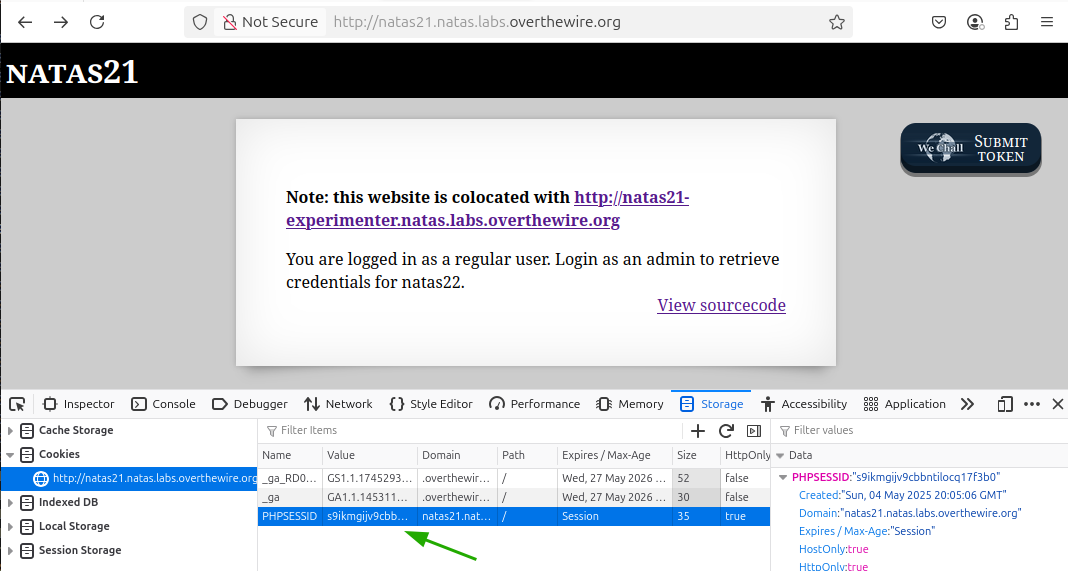 Not Secure http://natas21.natas.labs.overthewire.org
NATAS21
We Chall SUBMIT
TOKEN
Note: this website is colocated with http://natas21-
experimenter.natas.labs.overthewire.org
You are logged in as a regular user. Login as an admin to retrieve
credentials for natas22.
View sourcecode
Inspector Console Debugger Network Style Editor Performance Memory Storage Accessibility Application
Cache Storage
Cookies
http://natas21.natas.labs.overthewire.org
Indexed DB
Local Storage
Session Storage
Filter Items
Name Value Domain Path Expires / Max-Age Size HttpOnly
_ga_RD0… GS1.1.1745293… .overthewir… / Wed, 27 May 2026 … 52 false
_ga GA1.1.145311… .overthewir… / Wed, 27 May 2026 … 30 false
PHPSESSID s9ikmgijv9cbb… natas21.nat… / Session 35 true
Filter values
Data
PHPSESSID:"s9ikmgijv9cbbntilocq17f3b0"
Created:"Sun, 04 May 2025 20:05:06 GMT"
Domain:"natas21.natas.labs.overthewire.org"
Expires / Max-Age:"Session"
HostOnly:true
HttpOnly:true